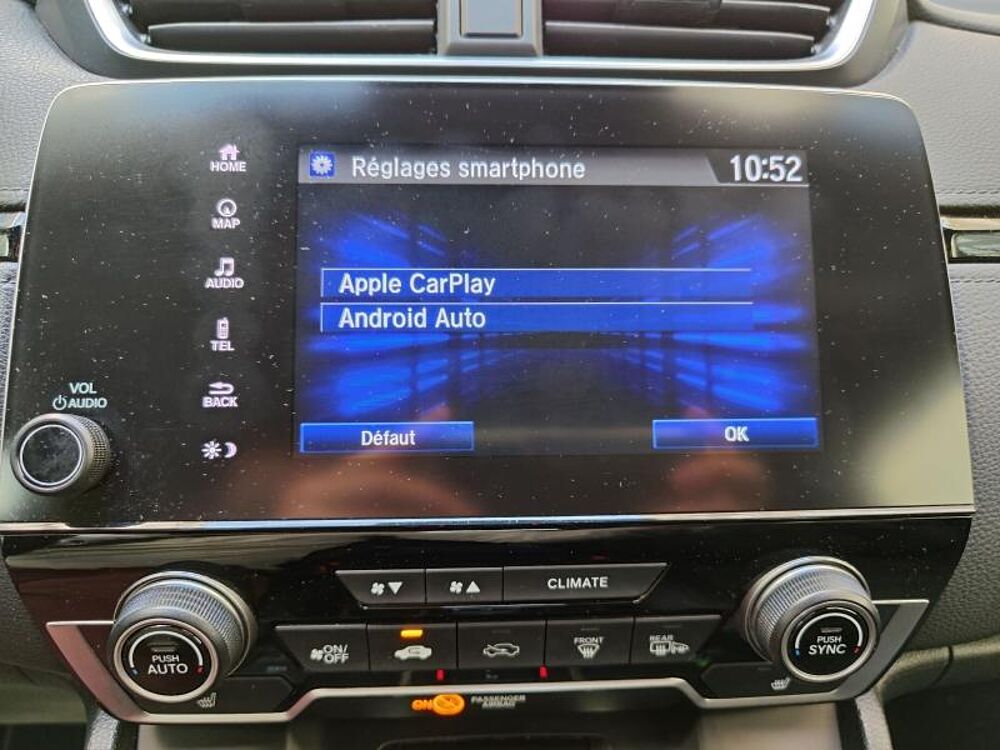 HOME
MAP
AUDIO
TEL
BACK
VOL
AUDIO
Réglages smartphone 10:52
Apple CarPlay
Android Auto
Défaut OK
CLIMATE
PUSH
AUTO
ON/
OFF
FRONT
REAR
PUSH
SYNC
ON PASSENGER
AIRBAG